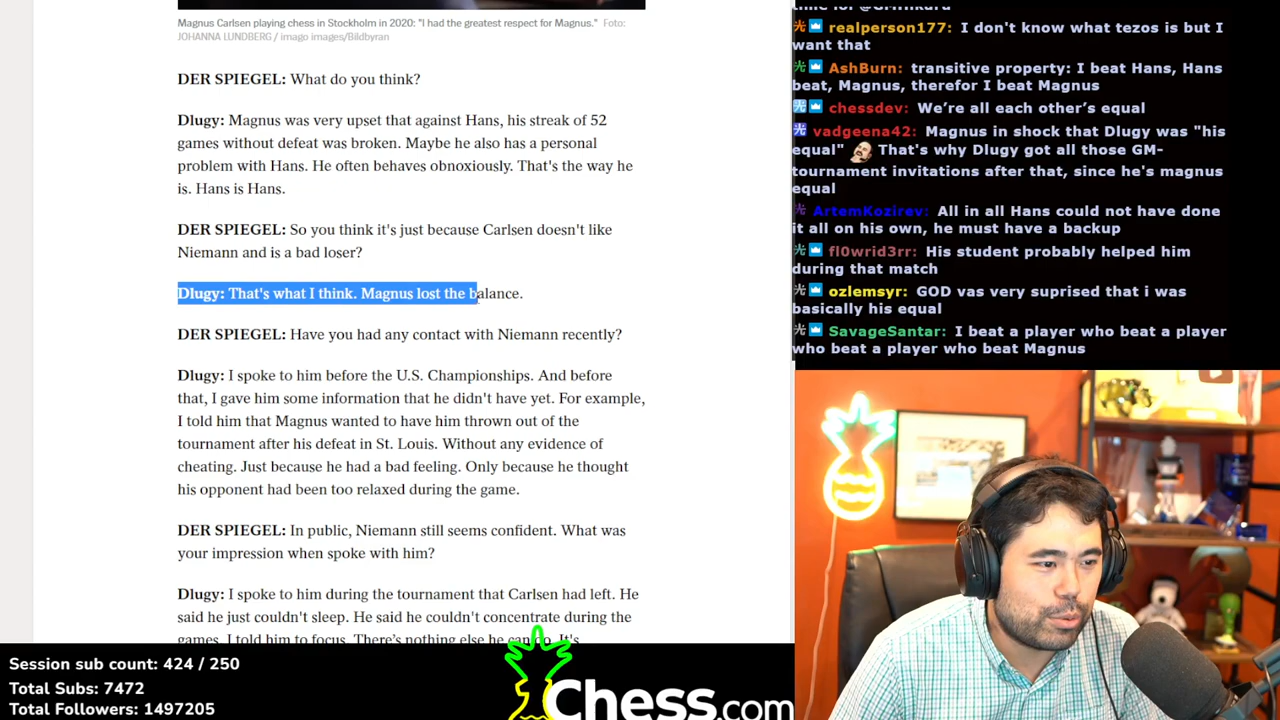 Magnus Carlsen playing chess in Stockholm in 2020: "I had the greatest respect for Magnus." Foto:
JOHANNA LUNDBERG / imago images/Bildbyran
DER SPIEGEL: What do you think?
Dlugy: Magnus was very upset that against Hans, his streak of 52
games without defeat was broken. Maybe he also has a personal
problem with Hans. He often behaves obnoxiously. That's the way he
is. Hans is Hans.
DER SPIEGEL: So you think it's just because Carlsen doesn't like
Niemann and is a bad loser?
Dlugy: That's what I think. Magnus lost the balance.
DER SPIEGEL: Have you had any contact with Niemann recently?
Dlugy: I spoke to him before the U.S. Championships. And before
that, I gave him some information that he didn't have yet. For example,
I told him that Magnus wanted to have him thrown out of the
tournament after his defeat in St. Louis. Without any evidence of
cheating. Just because he had a bad feeling. Only because he thought
his opponent had been too relaxed during the game.
DER SPIEGEL: In public, Niemann still seems confident. What was
your impression when spoke with him?
Dlugy: I spoke to him during the tournament that Carlsen had left. He
said he just couldn't sleep. He said he couldn't concentrate during the
games. I told him to focus. There's nothing else he can do. It's
realperson177: I don't know what tezos is but I
want that
AshBurn: transitive property: I beat Hans, Hans
beat, Magnus, therefor I beat Magnus
chessdev: We're all each other's equal
vadgeena42: Magnus in shock that Dlugy was "his
equal" That's why Dlugy got all those GM-
tournament invitations after that, since he's magnus
equal
ArtemKozirev: All in all Hans could not have done
it all on his own, he must have a backup
fl0wrid3rr: His student probably helped him
during that match
ozlemsyr: GOD vas very suprised that i was
basically his equal
SavageSantar: I beat a player who beat a player
who beat a player who beat Magnus
Session sub count: 424 / 250
Total Subs: 7472
Total Followers: 1497205
Chess.com